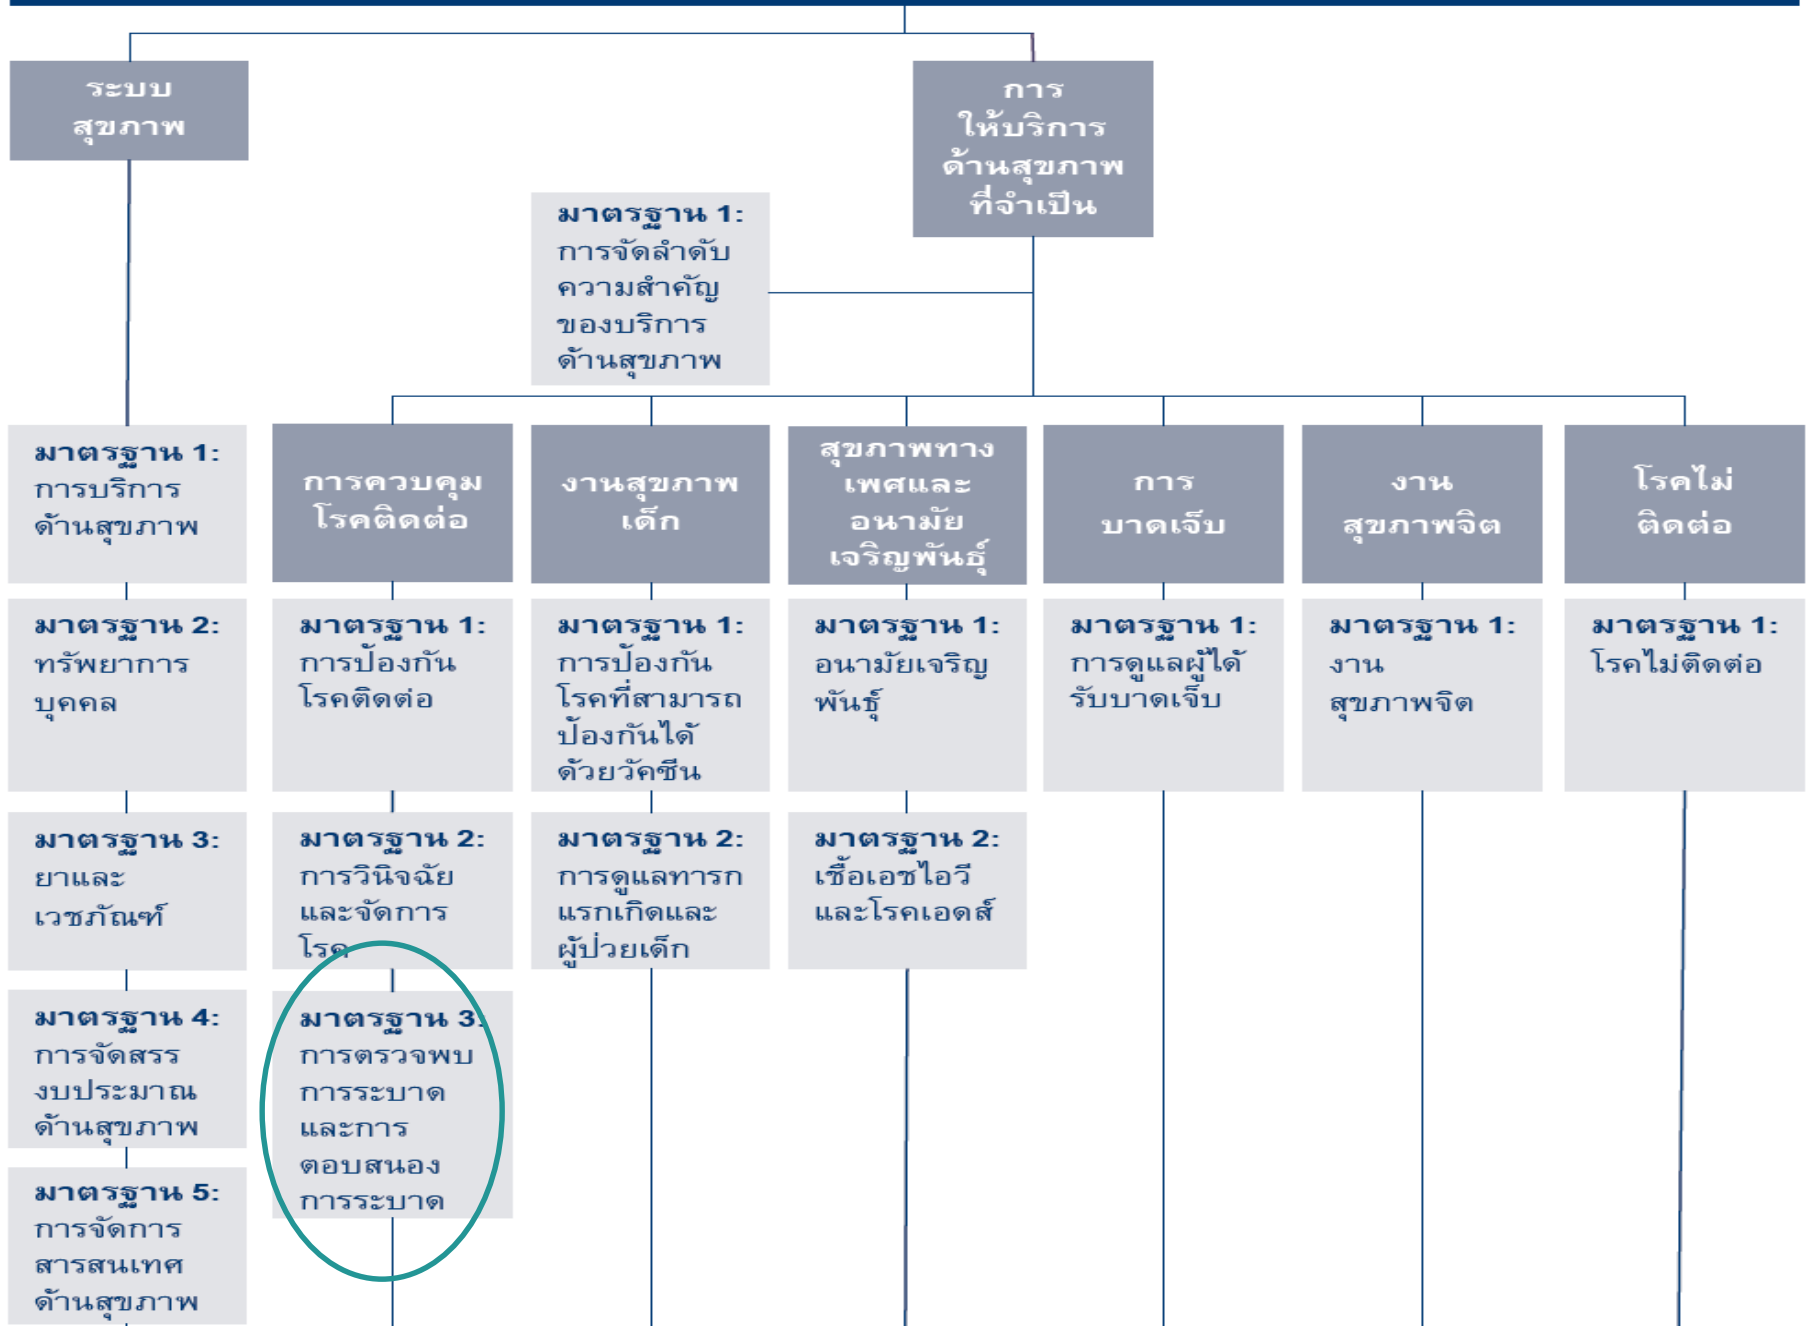 ระบบ
สุขภาพ
การ
ให้บริการ
ด้านสุขภาพ
ที่จำเป็น
มาตรฐาน 1:
การจัดลำดับ
ความสำคัญ
ของบริการ
ด้านสุขภาพ
มาตรฐาน 1:
การบริการ
ด้านสุขภาพ
มาตรฐาน 2:
ทรัพยาการ
บุคคล
มาตรฐาน 3:
ยาและ
เวชภัณฑ์
มาตรฐาน 4:
การจัดสรร
งบประมาณ
ด้านสุขภาพ
มาตรฐาน 5:
การจัดการ
สารสนเทศ
ด้านสุขภาพ
การควบคุม
โรคติดต่อ
มาตรฐาน 1:
การป้องกัน
โรคติดต่อ
มาตรฐาน 2:
การวินิจฉัย
และจัดการ
โรค
มาตรฐาน 3:
การตรวจพบ
การระบาด
และการ
ตอบสนอง
การระบาด
งานสุขภาพ
เด็ก
มาตรฐาน 1:
การป้องกัน
โรคที่สามารถ
ป้องกันได้
ด้วยวัคซีน
มาตรฐาน 2:
การดูแลทารก
แรกเกิดและ
ผู้ป่วยเด็ก
สุขภาพทาง
เพศและ
อนามัย
เจริญพันธุ์
มาตรฐาน 1:
อนามัยเจริญ
พันธุ์
มาตรฐาน 2:
เชื้อเอชไอวี
และโรคเอดส์
การ
บาดเจ็บ
มาตรฐาน 1:
การดูแลผู้ได้
รับบาดเจ็บ
งาน
สุขภาพจิต
มาตรฐาน 1:
งาน
สุขภาพจิต
โรคไม่
ติดต่อ
มาตรฐาน 1:
โรคไม่ติดต่อ